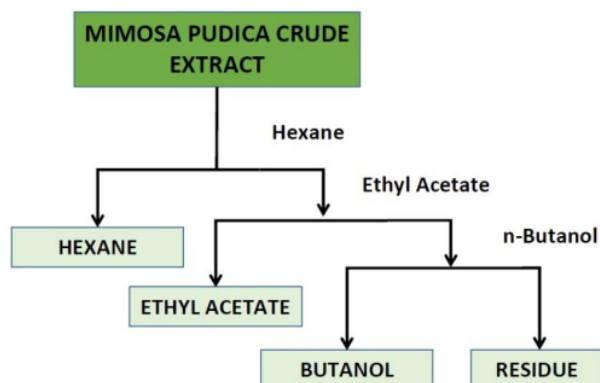 MIMOSA PUDICA CRUDE
EXTRACT
Hexane
Ethyl Acetate
HEXANE
n-Butanol
ETHYL ACETATE
BUTANOL
RESIDUE